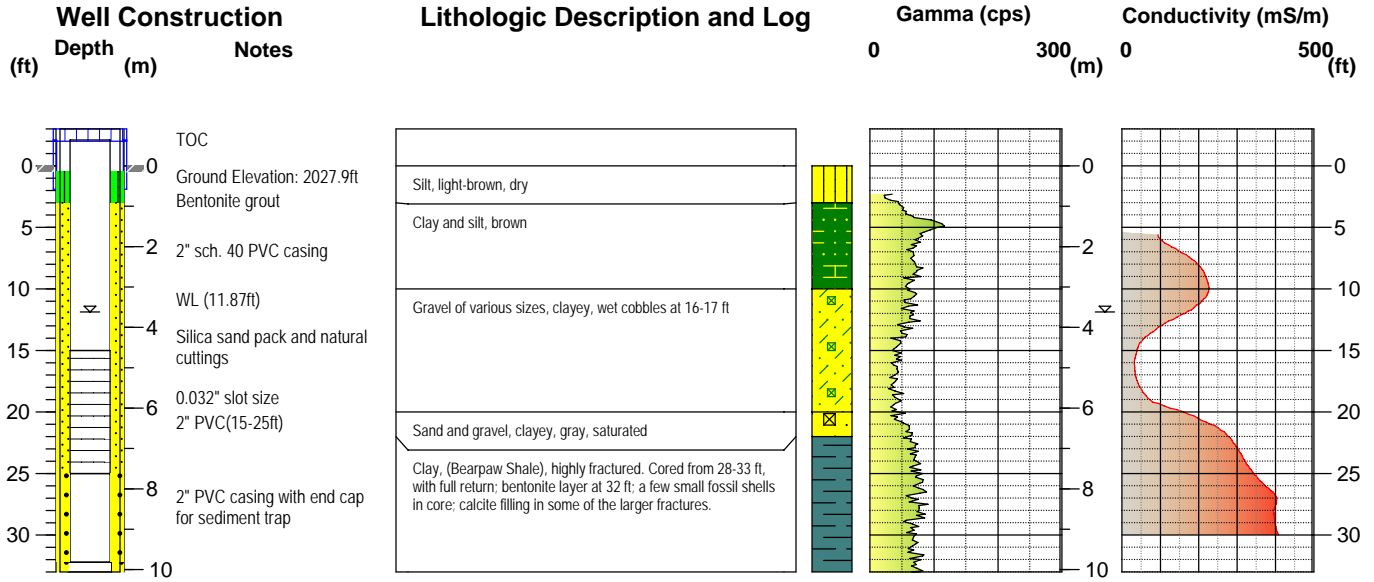 Well Construction
Lithologic Description and Log
Gamma (cps)
Conductivity (mS/m)
Depth
Notes
(ft)
(m)
0
300
(m)
0
500
(ft)
TOC
0
0
Ground Elevation: 2027.9ft
Bentonite grout
5
2
2" sch. 40 PVC casing
10
WL (11.87ft)
4
Silica sand pack and natural
cuttings
15
0.032" slot size
6
20
2" PVC(15-25ft)
25
8
2" PVC casing with end cap
for sediment trap
30
10
Silt, light-brown, dry
Clay and silt, brown
Gravel of various sizes, clayey, wet cobbles at 16-17 ft
Sand and gravel, clayey, gray, saturated
Clay, (Bearpaw Shale), highly fractured. Cored from 28-33 ft,
with full return; bentonite layer at 32 ft; a few small fossil shells
in core; calcite filling in some of the larger fractures.
0
2
4
6
8
10
0
5
10
15
20
25
30